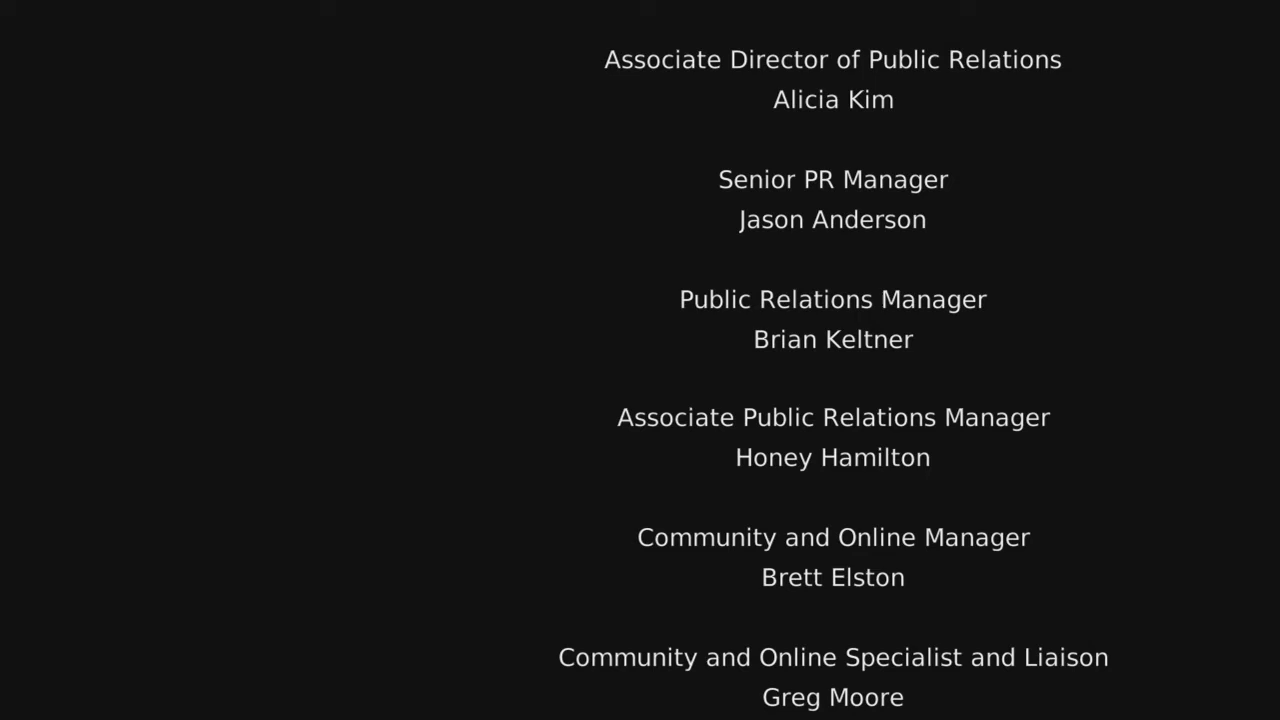 Associate Director of Public Relations
Alicia Kim
Senior PR Manager
Jason Anderson
Public Relations Manager
Brian Keltner
Associate Public Relations Manager
Honey Hamilton
Community and Online Manager
Brett Elston
Community and Online Specialist and Liaison
Greg Moore